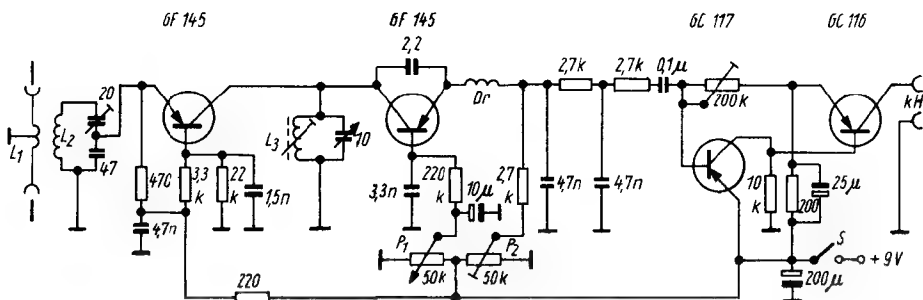 GF 145
GF 145
GC 117
GC 116
2,2
20
L₁
L₂
47
L₃
10
Dr
2,7k
2,7k
0,1µ
200k
kH
470
3,3
k
22
k
1,5n
4,7n
3,3n
220
k
10µ
2,7
k
4,7n
4,7n
10
k
200
25µ
P₁
50k
P₂
50k
S
+ 9V
200µ
220